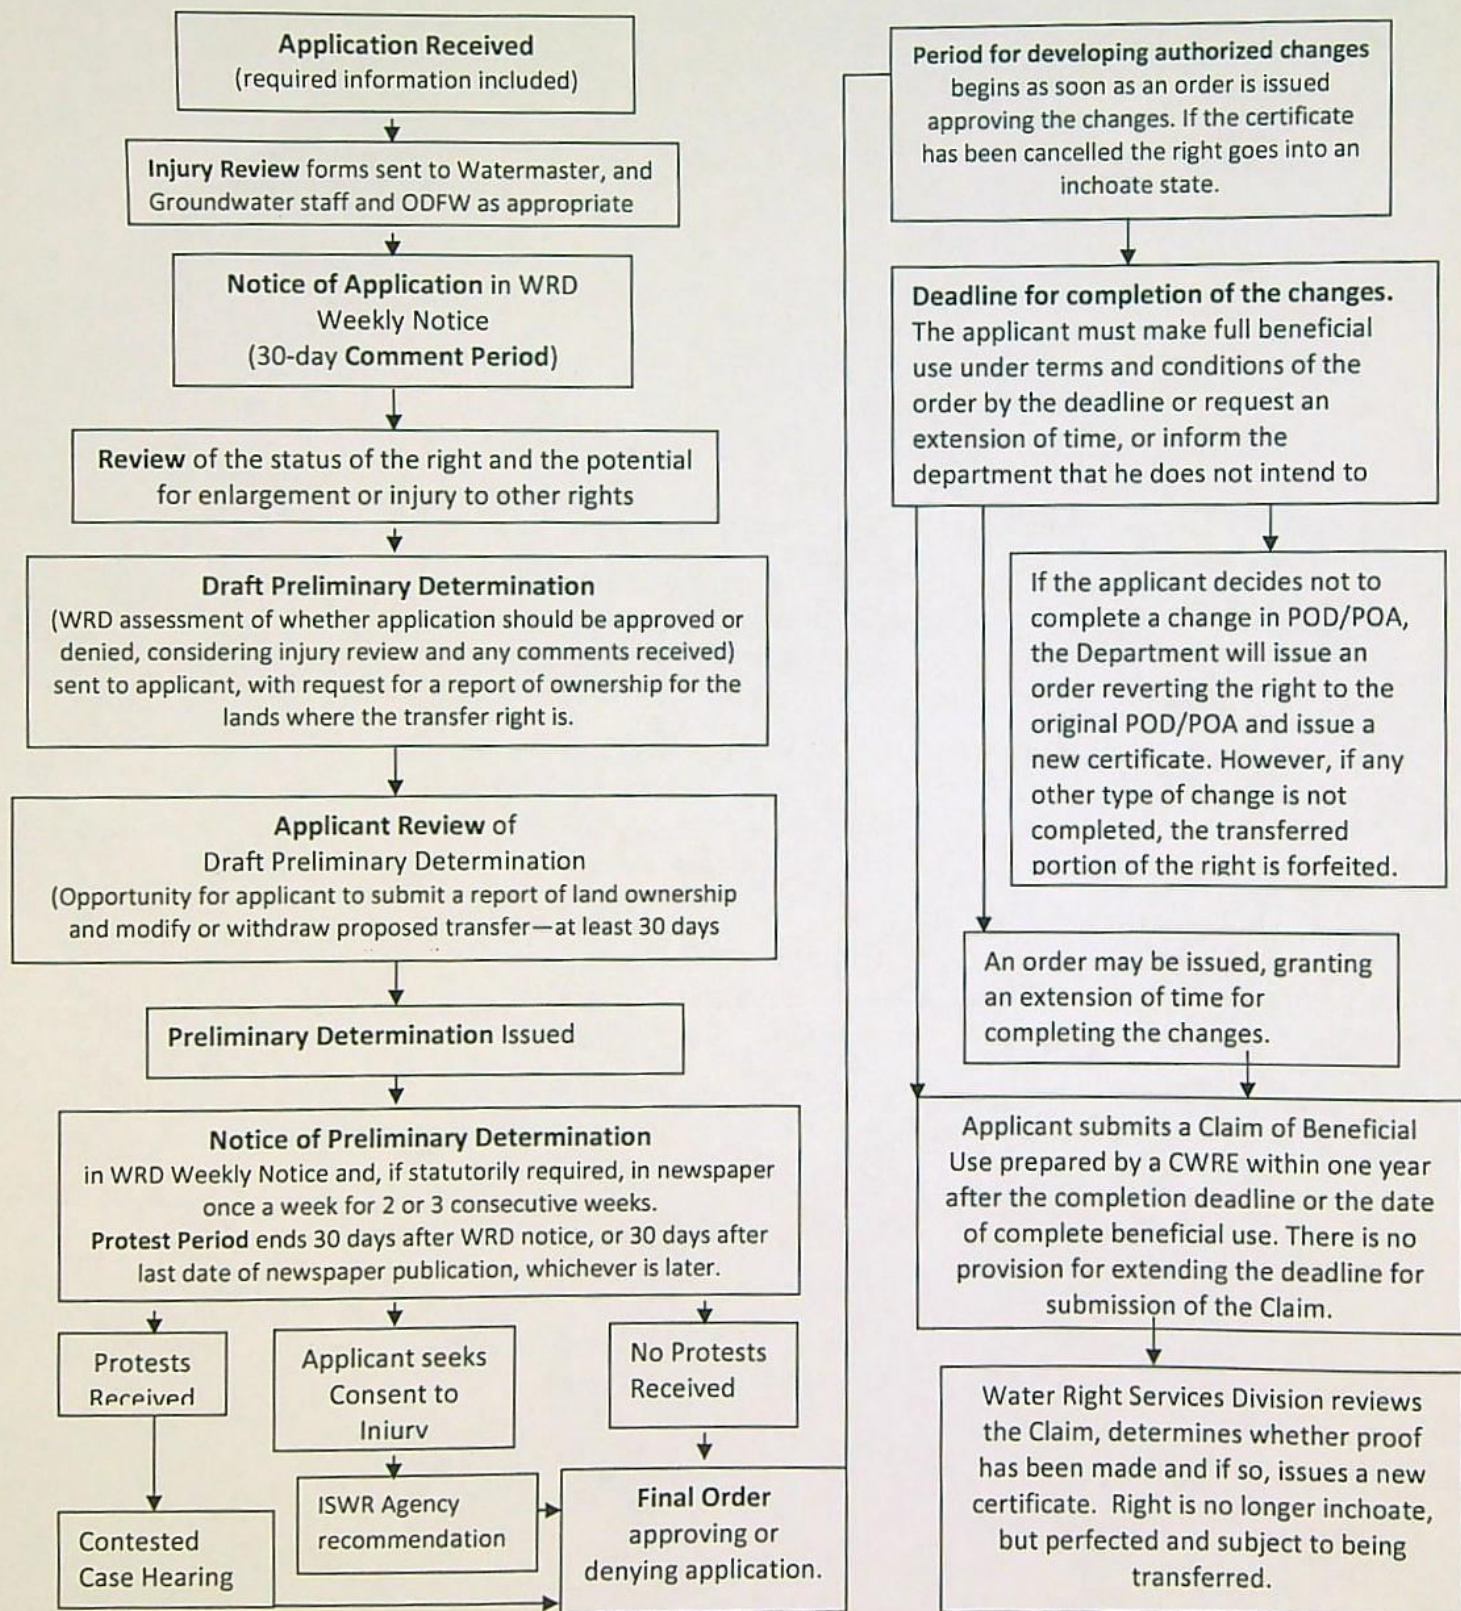 Application Received
(required information included)
Injury Review forms sent to Watermaster, and
Groundwater staff and ODFW as appropriate
Notice of Application in WRD
Weekly Notice
(30-day Comment Period)
Review of the status of the right and the potential
for enlargement or injury to other rights
Draft Preliminary Determination
(WRD assessment of whether application should be approved or
denied, considering injury review and any comments received)
sent to applicant, with request for a report of ownership for the
lands where the transfer right is.
Applicant Review of
Draft Preliminary Determination
(Opportunity for applicant to submit a report of land ownership
and modify or withdraw proposed transfer—at least 30 days
Preliminary Determination Issued
Notice of Preliminary Determination
in WRD Weekly Notice and, if statutorily required, in newspaper
once a week for 2 or 3 consecutive weeks.
Protest Period ends 30 days after WRD notice, or 30 days after
last date of newspaper publication, whichever is later.
Protests
Received
Applicant seeks
Consent to
Injury
No Protests
Received
Contested
Case Hearing
ISWR Agency
recommendation
Final Order
approving or
denying application.
Period for developing authorized changes
begins as soon as an order is issued
approving the changes. If the certificate
has been cancelled the right goes into an
inchoate state.
Deadline for completion of the changes.
The applicant must make full beneficial
use under terms and conditions of the
order by the deadline or request an
extension of time, or inform the
department that he does not intend to
If the applicant decides not to
complete a change in POD/POA,
the Department will issue an
order reverting the right to the
original POD/POA and issue a
new certificate. However, if any
other type of change is not
completed, the transferred
portion of the right is forfeited.
An order may be issued, granting
an extension of time for
completing the changes.
Applicant submits a Claim of Beneficial
Use prepared by a CWRE within one year
after the completion deadline or the date
of complete beneficial use. There is no
provision for extending the deadline for
submission of the Claim.
Water Right Services Division reviews
the Claim, determines whether proof
has been made and if so, issues a new
certificate. Right is no longer inchoate,
but perfected and subject to being
transferred.